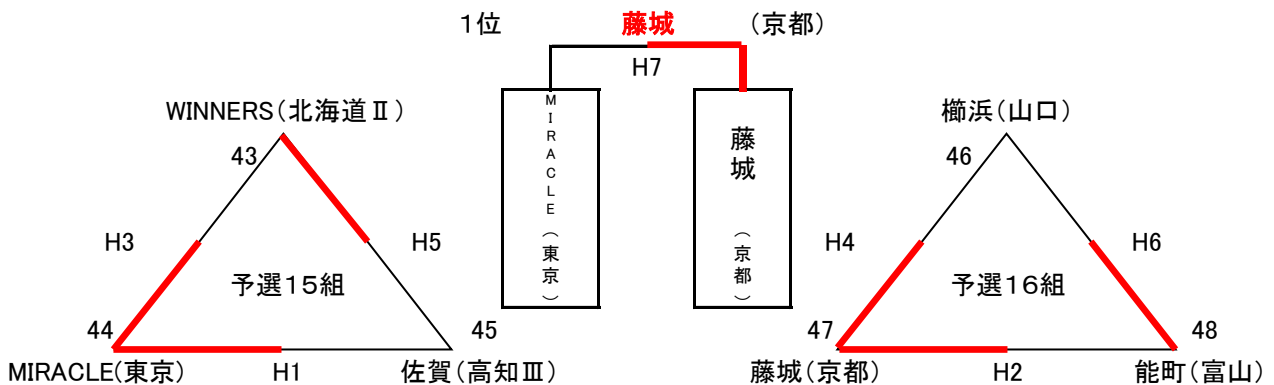 1位 藤城 (京都)
H7
MIRACLE(東京)
藤城 (京都)
WINNERS(北海道Ⅱ)
43
H3 H5
予選15組
44 45
MIRACLE(東京) H1 佐賀(高知Ⅲ)
櫛浜(山口)
46
H4 H6
予選16組
47 48
藤城(京都) H2 能町(富山)